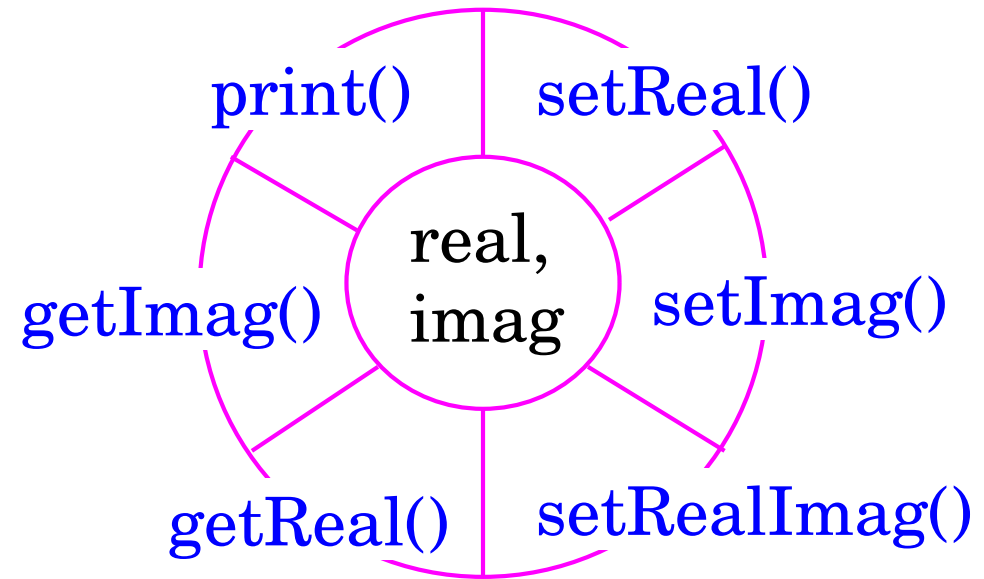 print()
setReal()
real,
imag
getImag()
setImag()
getReal()
setRealImag()